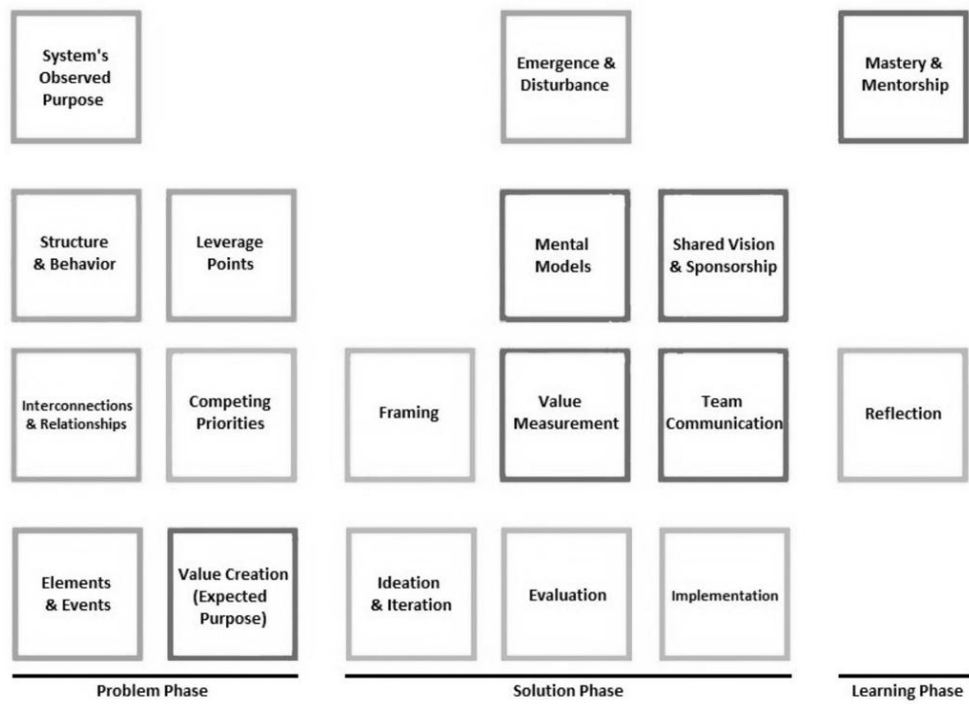 System's
Observed
Purpose
Emergence &
Disturbance
Mastery &
Mentorship
Structure
& Behavior
Leverage
Points
Mental
Models
Shared Vision
& Sponsorship
Interconnections
& Relationships
Competing
Priorities
Framing
Value
Measurement
Team
Communication
Reflection
Elements
& Events
Value Creation
(Expected
Purpose)
Ideation
& Iteration
Evaluation
Implementation
Problem Phase
Solution Phase
Learning Phase